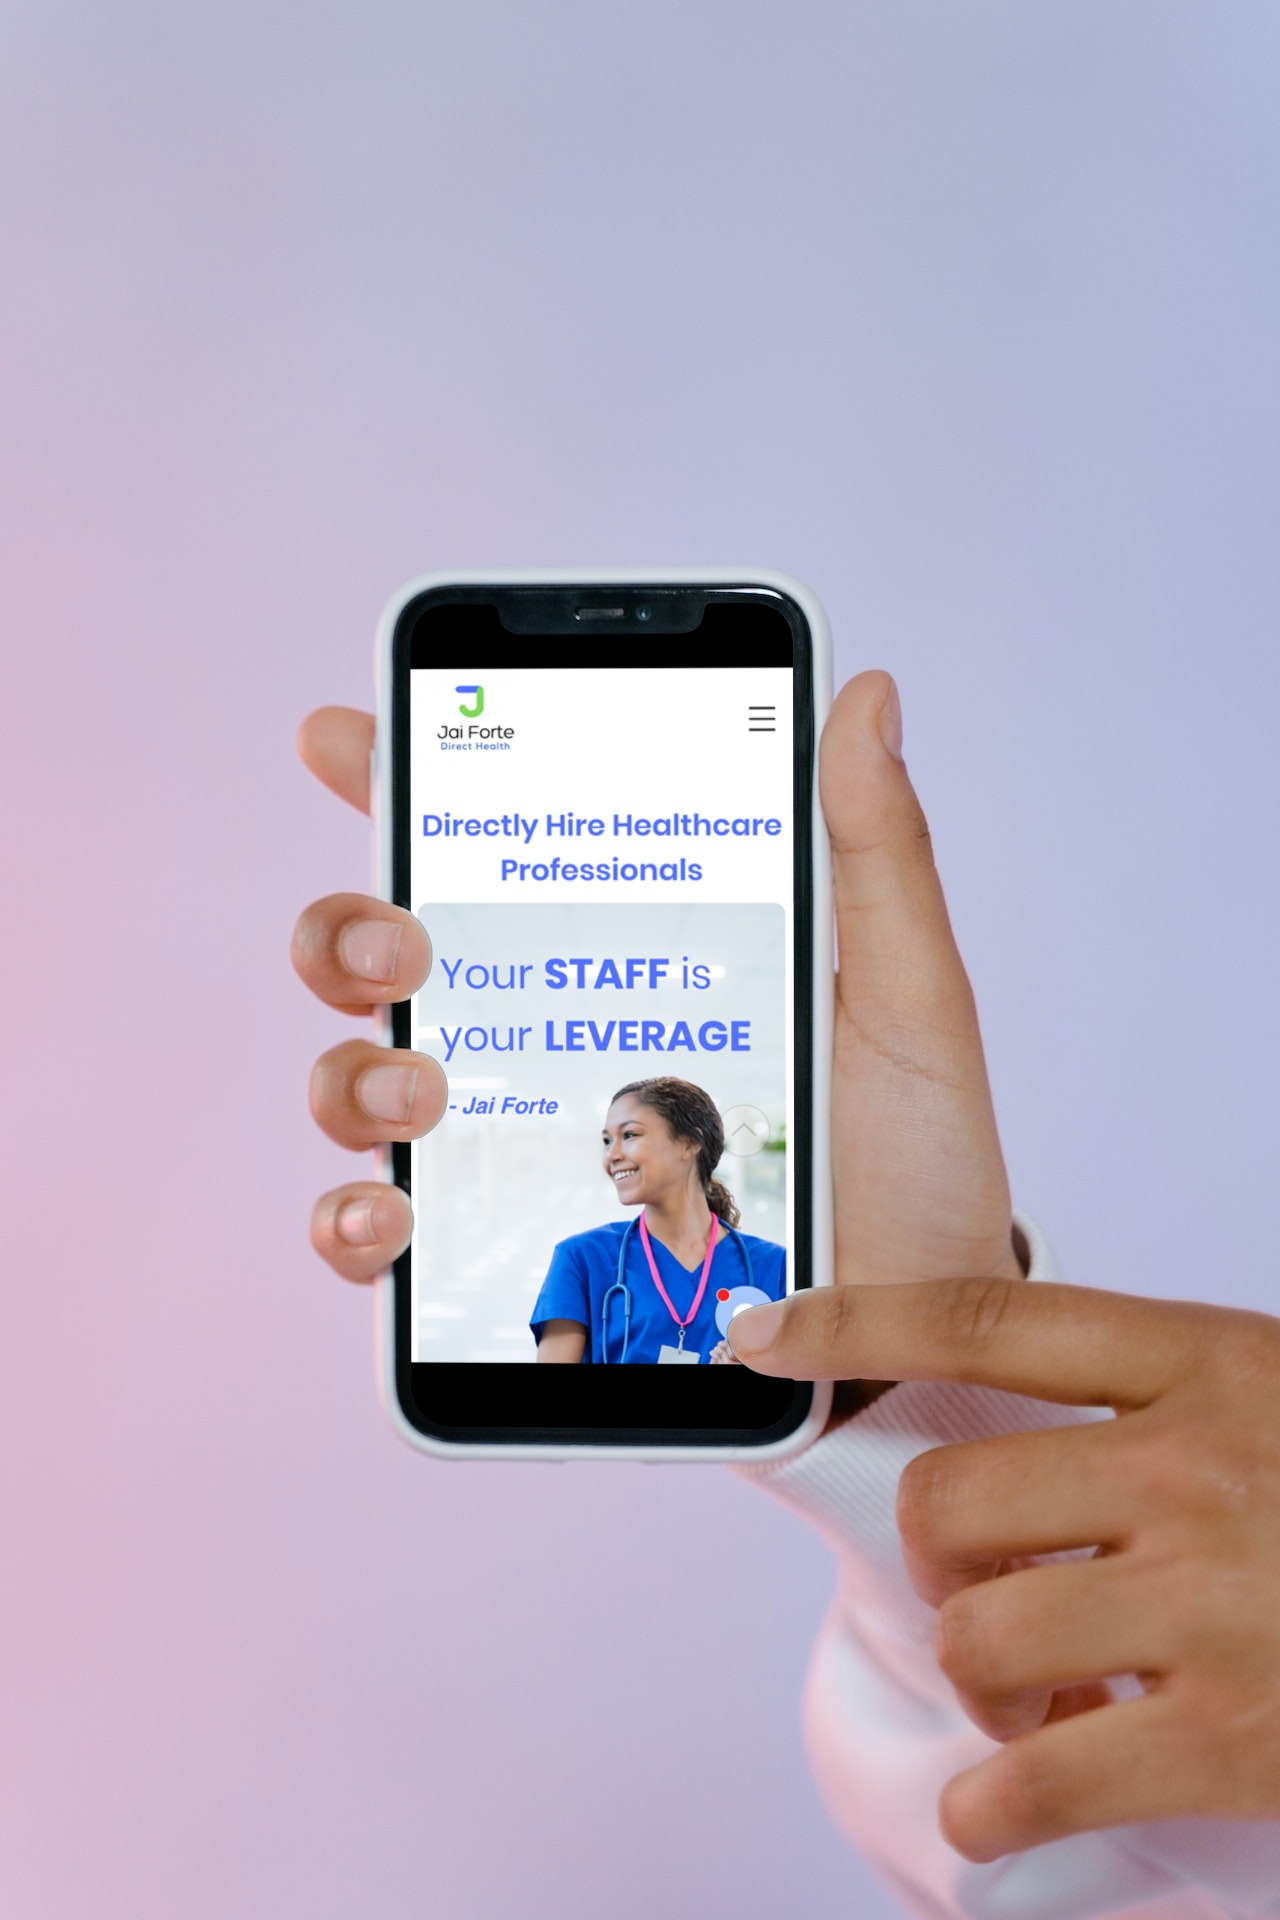 Jai Forte
Direct Health
Directly Hire Healthcare
Professionals
Your STAFF is
your LEVERAGE
- Jai Forte